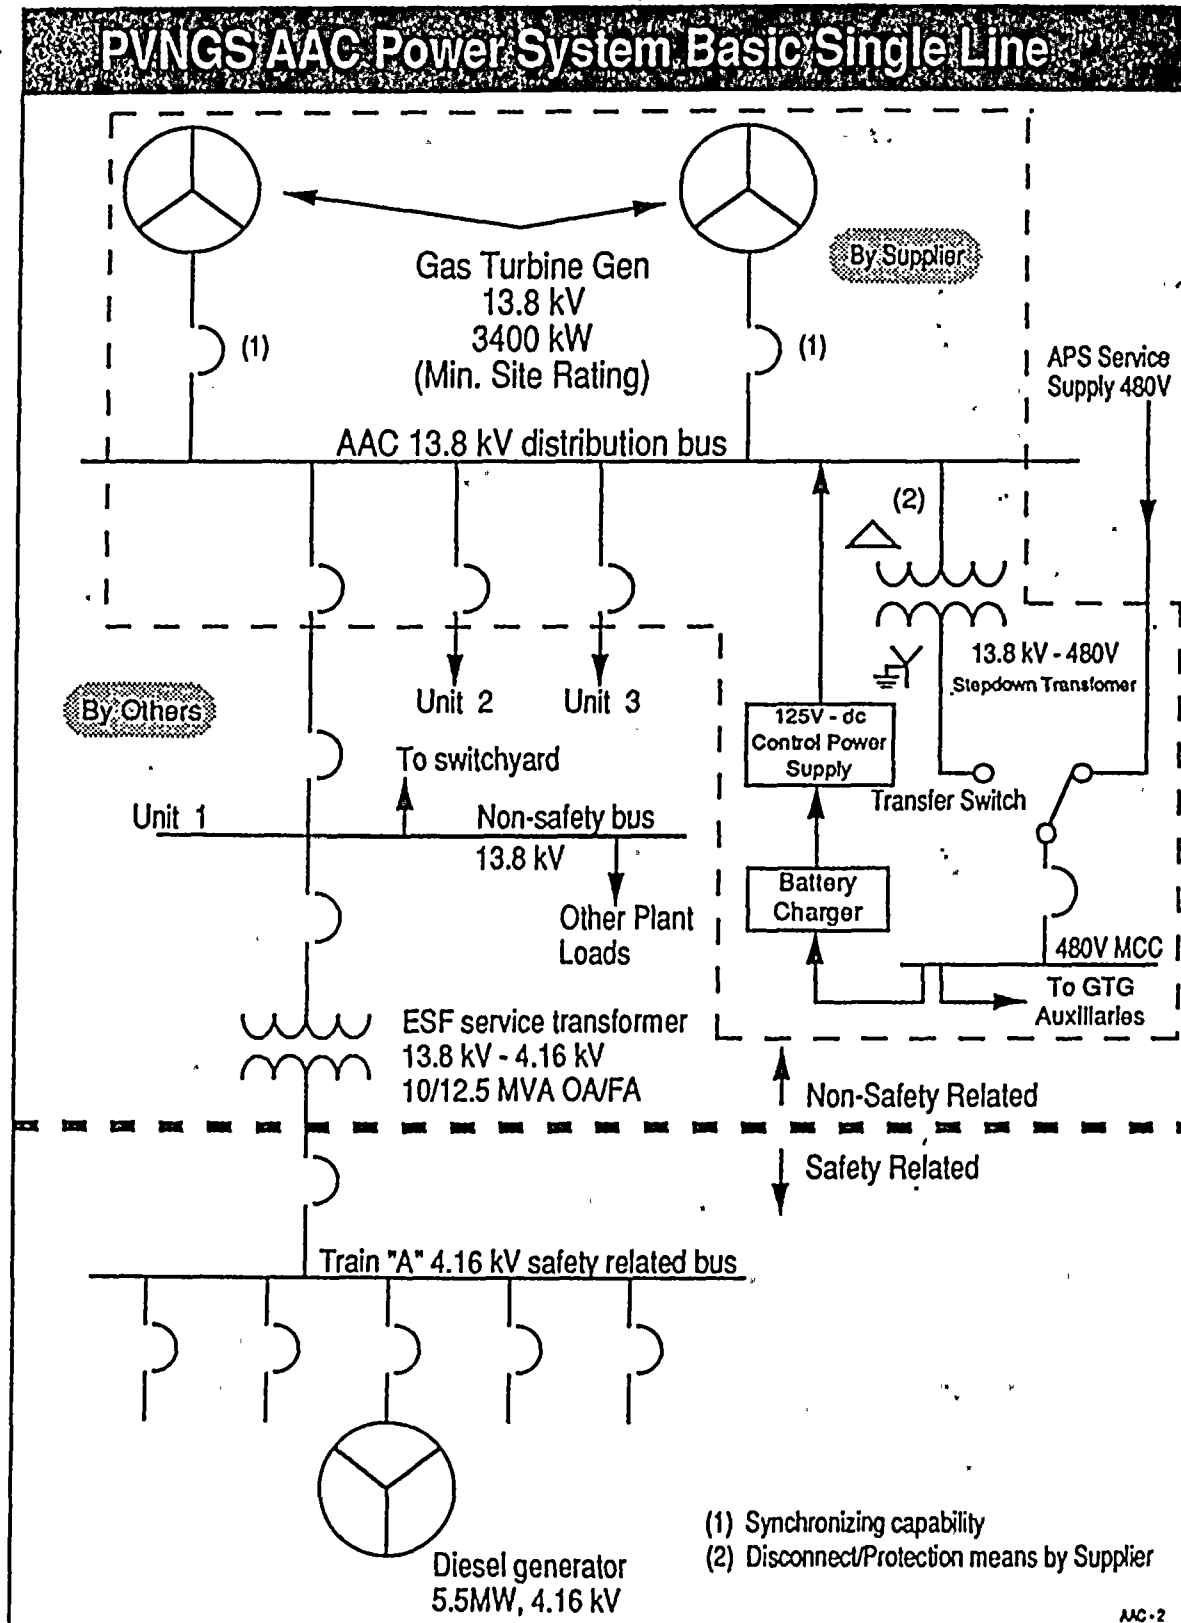 PVNGS AAC Power System Basic Single Line
By Supplier
Gas Turbine Gen
13.8 kV
3400 kW
(Min. Site Rating)
(1)
(1)
APS Service
Supply 480V
AAC 13.8 kV distribution bus
(2)
13.8 kV - 480V
Stepdown Transfomer
Unit 2
Unit 3
By Others
125V - dc
Control Power
Supply
To switchyard
Transfer Switch
Unit 1
Non-safety bus
13.8 kV
Battery
Charger
Other Plant
Loads
480V MCC
To GTG
Auxiliaries
ESF service transformer
13.8 kV - 4.16 kV
10/12.5 MVA OA/FA
Non-Safety Related
Safety Related
Train "A" 4.16 kV safety related bus
Diesel generator
5.5MW, 4.16 kV
(1) Synchronizing capability
(2) Disconnect/Protection means by Supplier
AAC-2